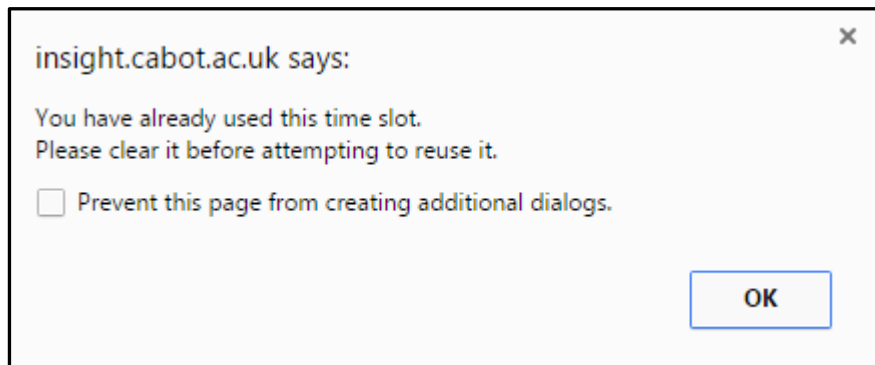 insight.cabot.ac.uk says:
You have already used this time slot.
Please clear it before attempting to reuse it.
Prevent this page from creating additional dialogs.
OK